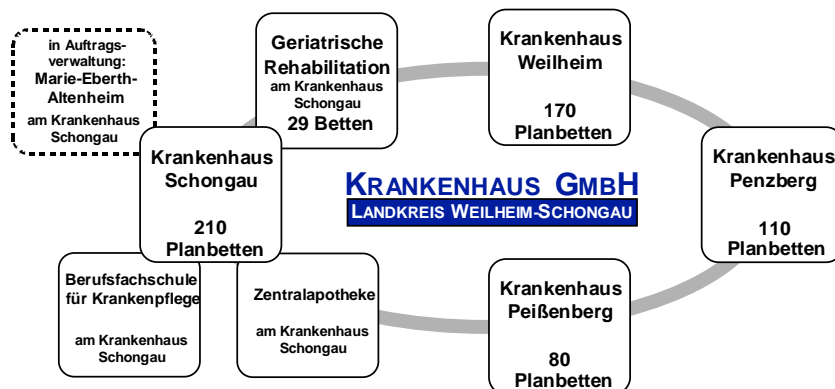 in Auftrags-
verwaltung:
Marie-Eberth-
Altenheim
am Krankenhaus
Schongau
Geriatrische
Rehabilitation
am Krankenhaus
Schongau
29 Betten
Krankenhaus
Weilheim
170
Planbetten
Krankenhaus
Schongau
210
Planbetten
KRANKENHAUS GMBH
LANDKREIS WEILHEIM-SCHONGAU
Krankenhaus
Penzberg
110
Planbetten
Berufsfachschule
für Krankenpflege
am Krankenhaus
Schongau
Zentralapotheke
am Krankenhaus
Schongau
Krankenhaus
Peißenberg
80
Planbetten